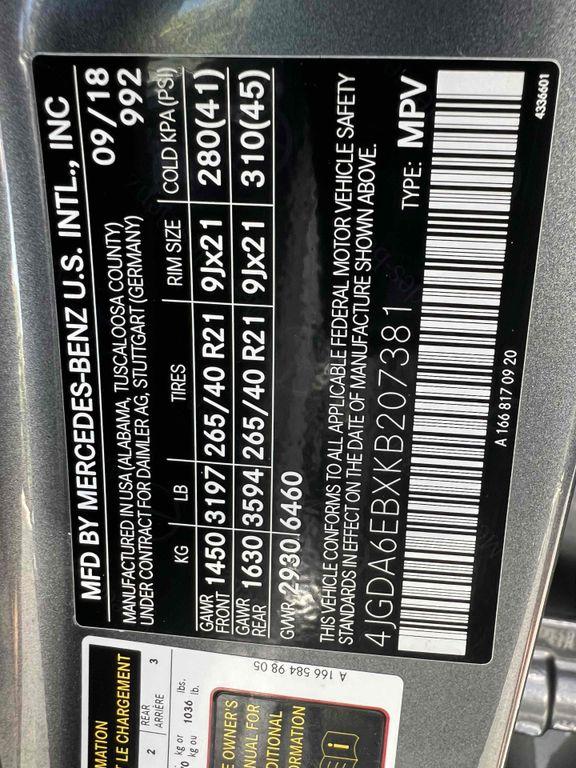 MFD BY MERCEDES-BENZ U.S. INTL., INC
09/18
992
MANUFACTURED IN USA (ALABAMA, TUSCALOOSA COUNTY)
UNDER CONTRACT FOR DAIMLER AG, STUTTGART (GERMANY)
KG LB TIRES RIM SIZE COLD KPA (PSI)
GAWR FRONT 1450 3197 265/40 R21 9Jx21 280(41)
GAWR REAR 1630 3594 265/40 R21 9Jx21 310(45)
GVWR 2930 6460
THIS VEHICLE CONFORMS TO ALL APPLICABLE FEDERAL MOTOR VEHICLE SAFETY
STANDARDS IN EFFECT ON THE DATE OF MANUFACTURE SHOWN ABOVE.
4JGDA6EBXKB207381 TYPE: MPV
A 166 817 09 20
4336601
T LE CHARGEMENT
2 REAR
ARRIÈRE 3
kg or lbs.
kg ou 1036 lb.
A 166 584 98 05